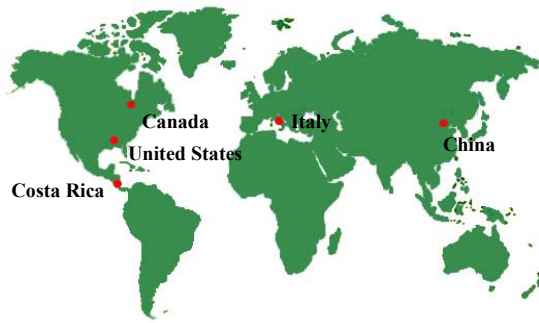 Canada
Italy
United States
China
Costa Rica